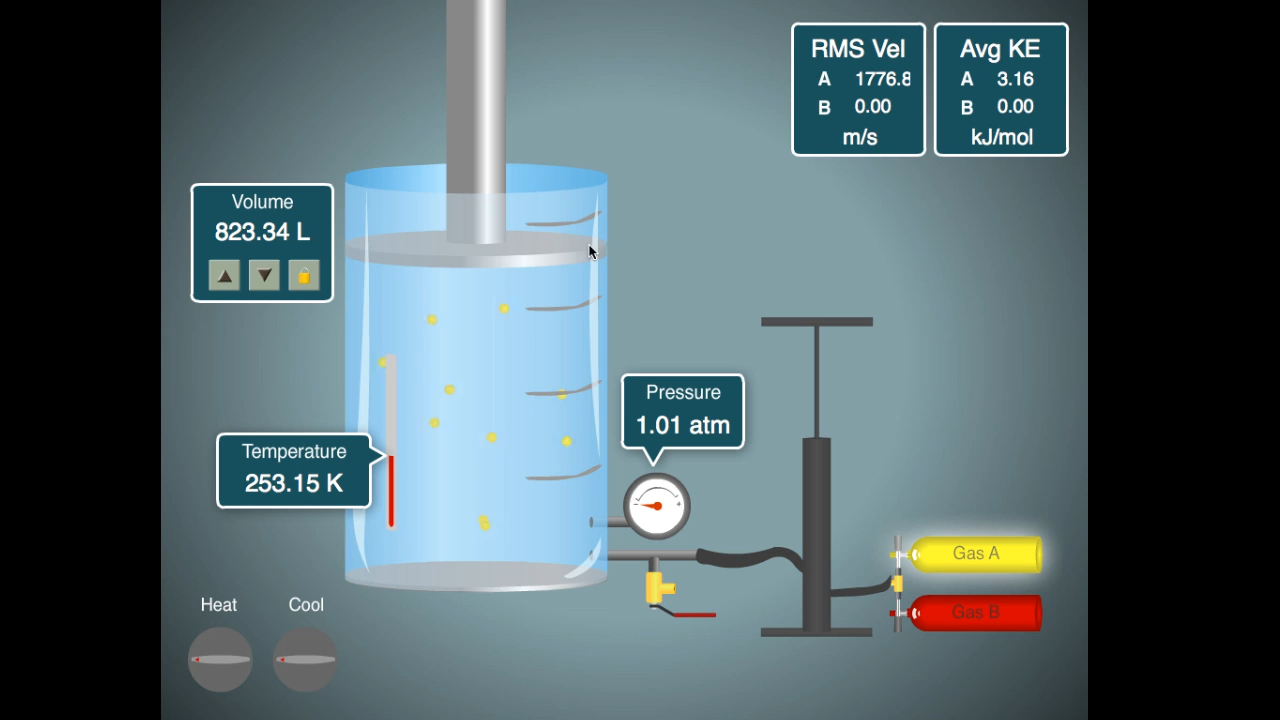 RMS Vel
A 1776.8
B 0.00
m/s
Avg KE
A 3.16
B 0.00
kJ/mol
Volume
823.34 L
Pressure
1.01 atm
Temperature
253.15 K
Gas A
Gas B
Heat
Cool